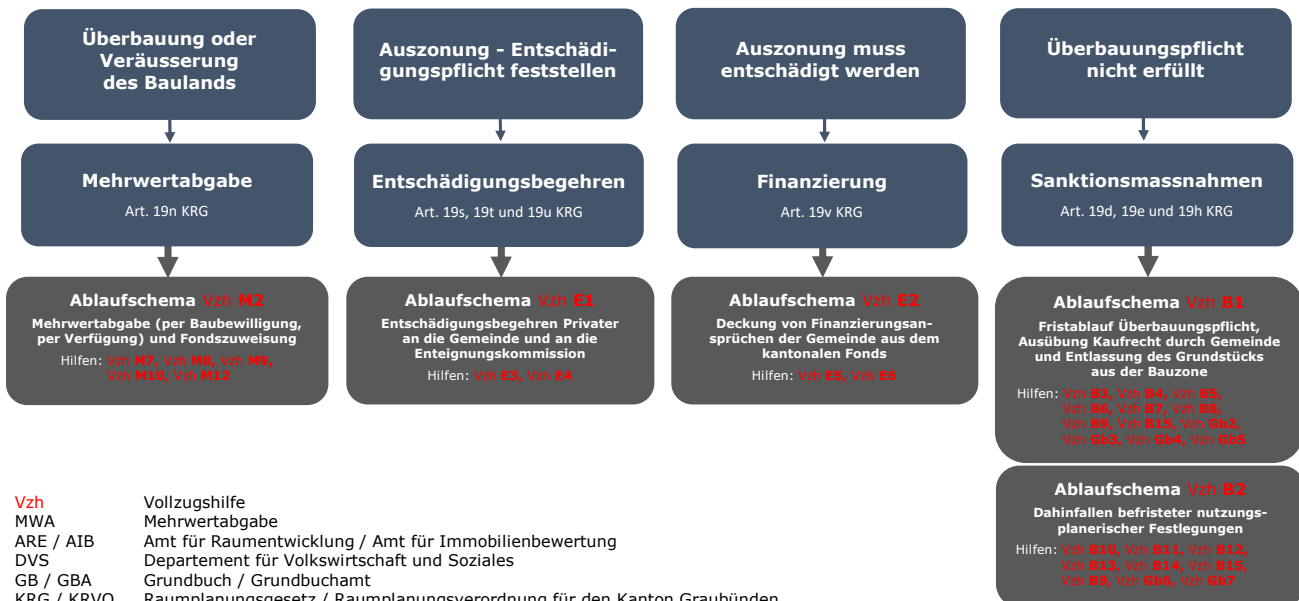 Überbauung oder
Veräusserung
des Baulands
Mehrwertabgabe
Art. 19n KRG
Ablaufschema Vzh M2
Mehrwertabgabe (per Baubewilligung,
per Verfügung) und Fondszuweisung
Hilfen: Vzh M7, Vzh M8, Vzh M9,
Vzh M10, Vzh M12
Auszonung - Entschädi-
gungspflicht feststellen
Entschädigungsbegehren
Art. 19s, 19t und 19u KRG
Ablaufschema Vzh E1
Entschädigungsbegehren Privater
an die Gemeinde und an die
Enteignungskommission
Hilfen: Vzh E3, Vzh E4
Auszonung muss
entschädigt werden
Finanzierung
Art. 19v KRG
Ablaufschema Vzh E2
Deckung von Finanzierungsan-
sprüchen der Gemeinde aus dem
kantonalen Fonds
Hilfen: Vzh E5, Vzh E6
Überbauungspflicht
nicht erfüllt
Sanktionsmassnahmen
Art. 19d, 19e und 19h KRG
Ablaufschema Vzh B1
Fristablauf Überbauungspflicht,
Ausübung Kaufrecht durch Gemeinde
und Entlassung des Grundstücks
aus der Bauzone
Hilfen: Vzh B3, Vzh B4, Vzh B5,
Vzh B6, Vzh B7, Vzh B8,
Vzh B9, Vzh B15, Vzh Gb2,
Vzh Gb3, Vzh Gb4, Vzh Gb5
Ablaufschema Vzh B2
Dahinfallen befristeter nutzungs-
planerischer Festlegungen
Hilfen: Vzh B10, Vzh B11, Vzh B12,
Vzh B13, Vzh B14, Vzh B15,
Vzh B9, Vzh Gb6, Vzh Gb7
Vzh Vollzugshilfe
MWA Mehrwertabgabe
ARE / AIB Amt für Raumentwicklung / Amt für Immobilienbewertung
DVS Departement für Volkswirtschaft und Soziales
GB / GBA Grundbuch / Grundbuchamt
KRG / KRVO Raumplanungsgesetz / Raumplanungsverordnung für den Kanton Graubünden